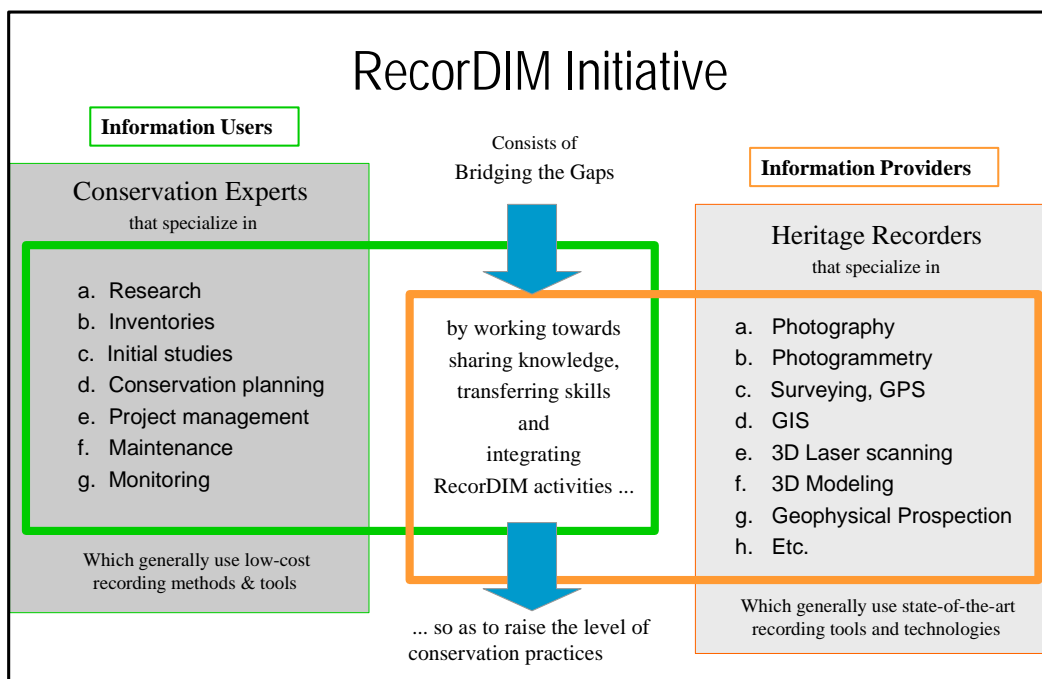 RecorDIM Initiative
Information Users
Conservation Experts
that specialize in
a. Research
b. Inventories
c. Initial studies
d. Conservation planning
e. Project management
f. Maintenance
g. Monitoring
Which generally use low-cost
recording methods & tools
Consists of
Bridging the Gaps
by working towards
sharing knowledge,
transferring skills
and
integrating
RecorDIM activities ...
... so as to raise the level of
conservation practices
Information Providers
Heritage Recorders
that specialize in
a. Photography
b. Photogrammetry
c. Surveying, GPS
d. GIS
e. 3D Laser scanning
f. 3D Modeling
g. Geophysical Prospection
h. Etc.
Which generally use state-of-the-art
recording tools and technologies